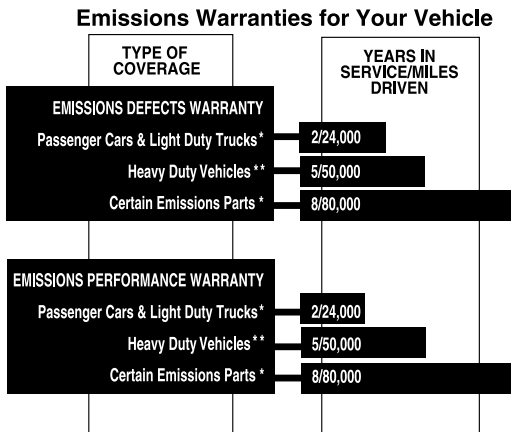 Emissions Warranties for Your Vehicle
TYPE OF
COVERAGE
YEARS IN
SERVICE/MILES
DRIVEN
EMISSIONS DEFECTS WARRANTY
Passenger Cars & Light Duty Trucks* 2/24,000
Heavy Duty Vehicles** 5/50,000
Certain Emissions Parts * 8/80,000
EMISSIONS PERFORMANCE WARRANTY
Passenger Cars & Light Duty Trucks* 2/24,000
Heavy Duty Vehicles** 5/50,000
Certain Emissions Parts * 8/80,000